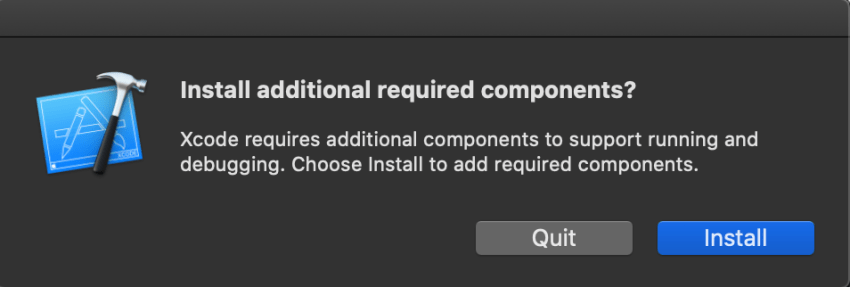 Install additional required components?
Xcode requires additional components to support running and
debugging. Choose Install to add required components.
XCODE
Quit
Install